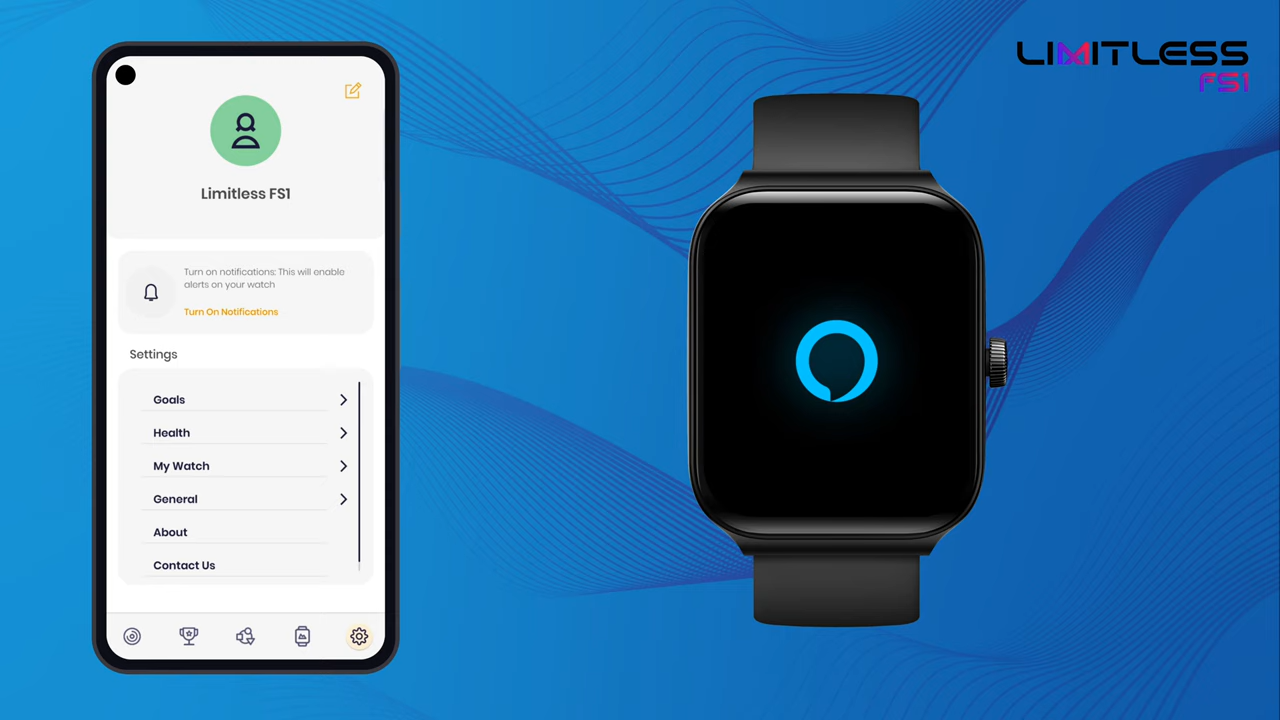 LIMITLESS
FS1
Limitless FS1
Turn on notifications: This will enable
alerts on your watch
Turn On Notifications
Settings
Goals
Health
My Watch
General
About
Contact Us